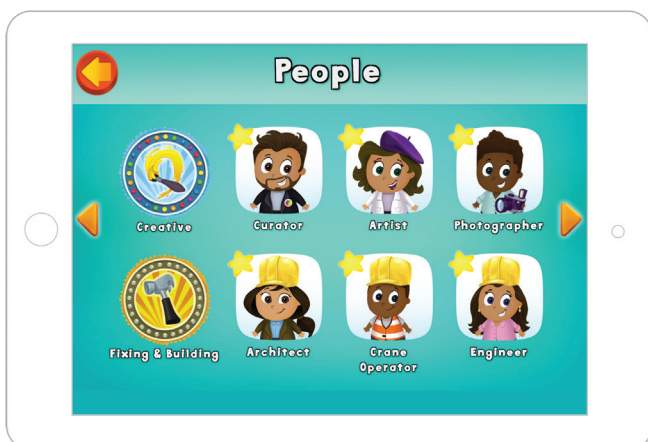 People
Creative
Curator
Artist
Photographer
Fixing & Building
Architect
Crane
Operator
Engineer